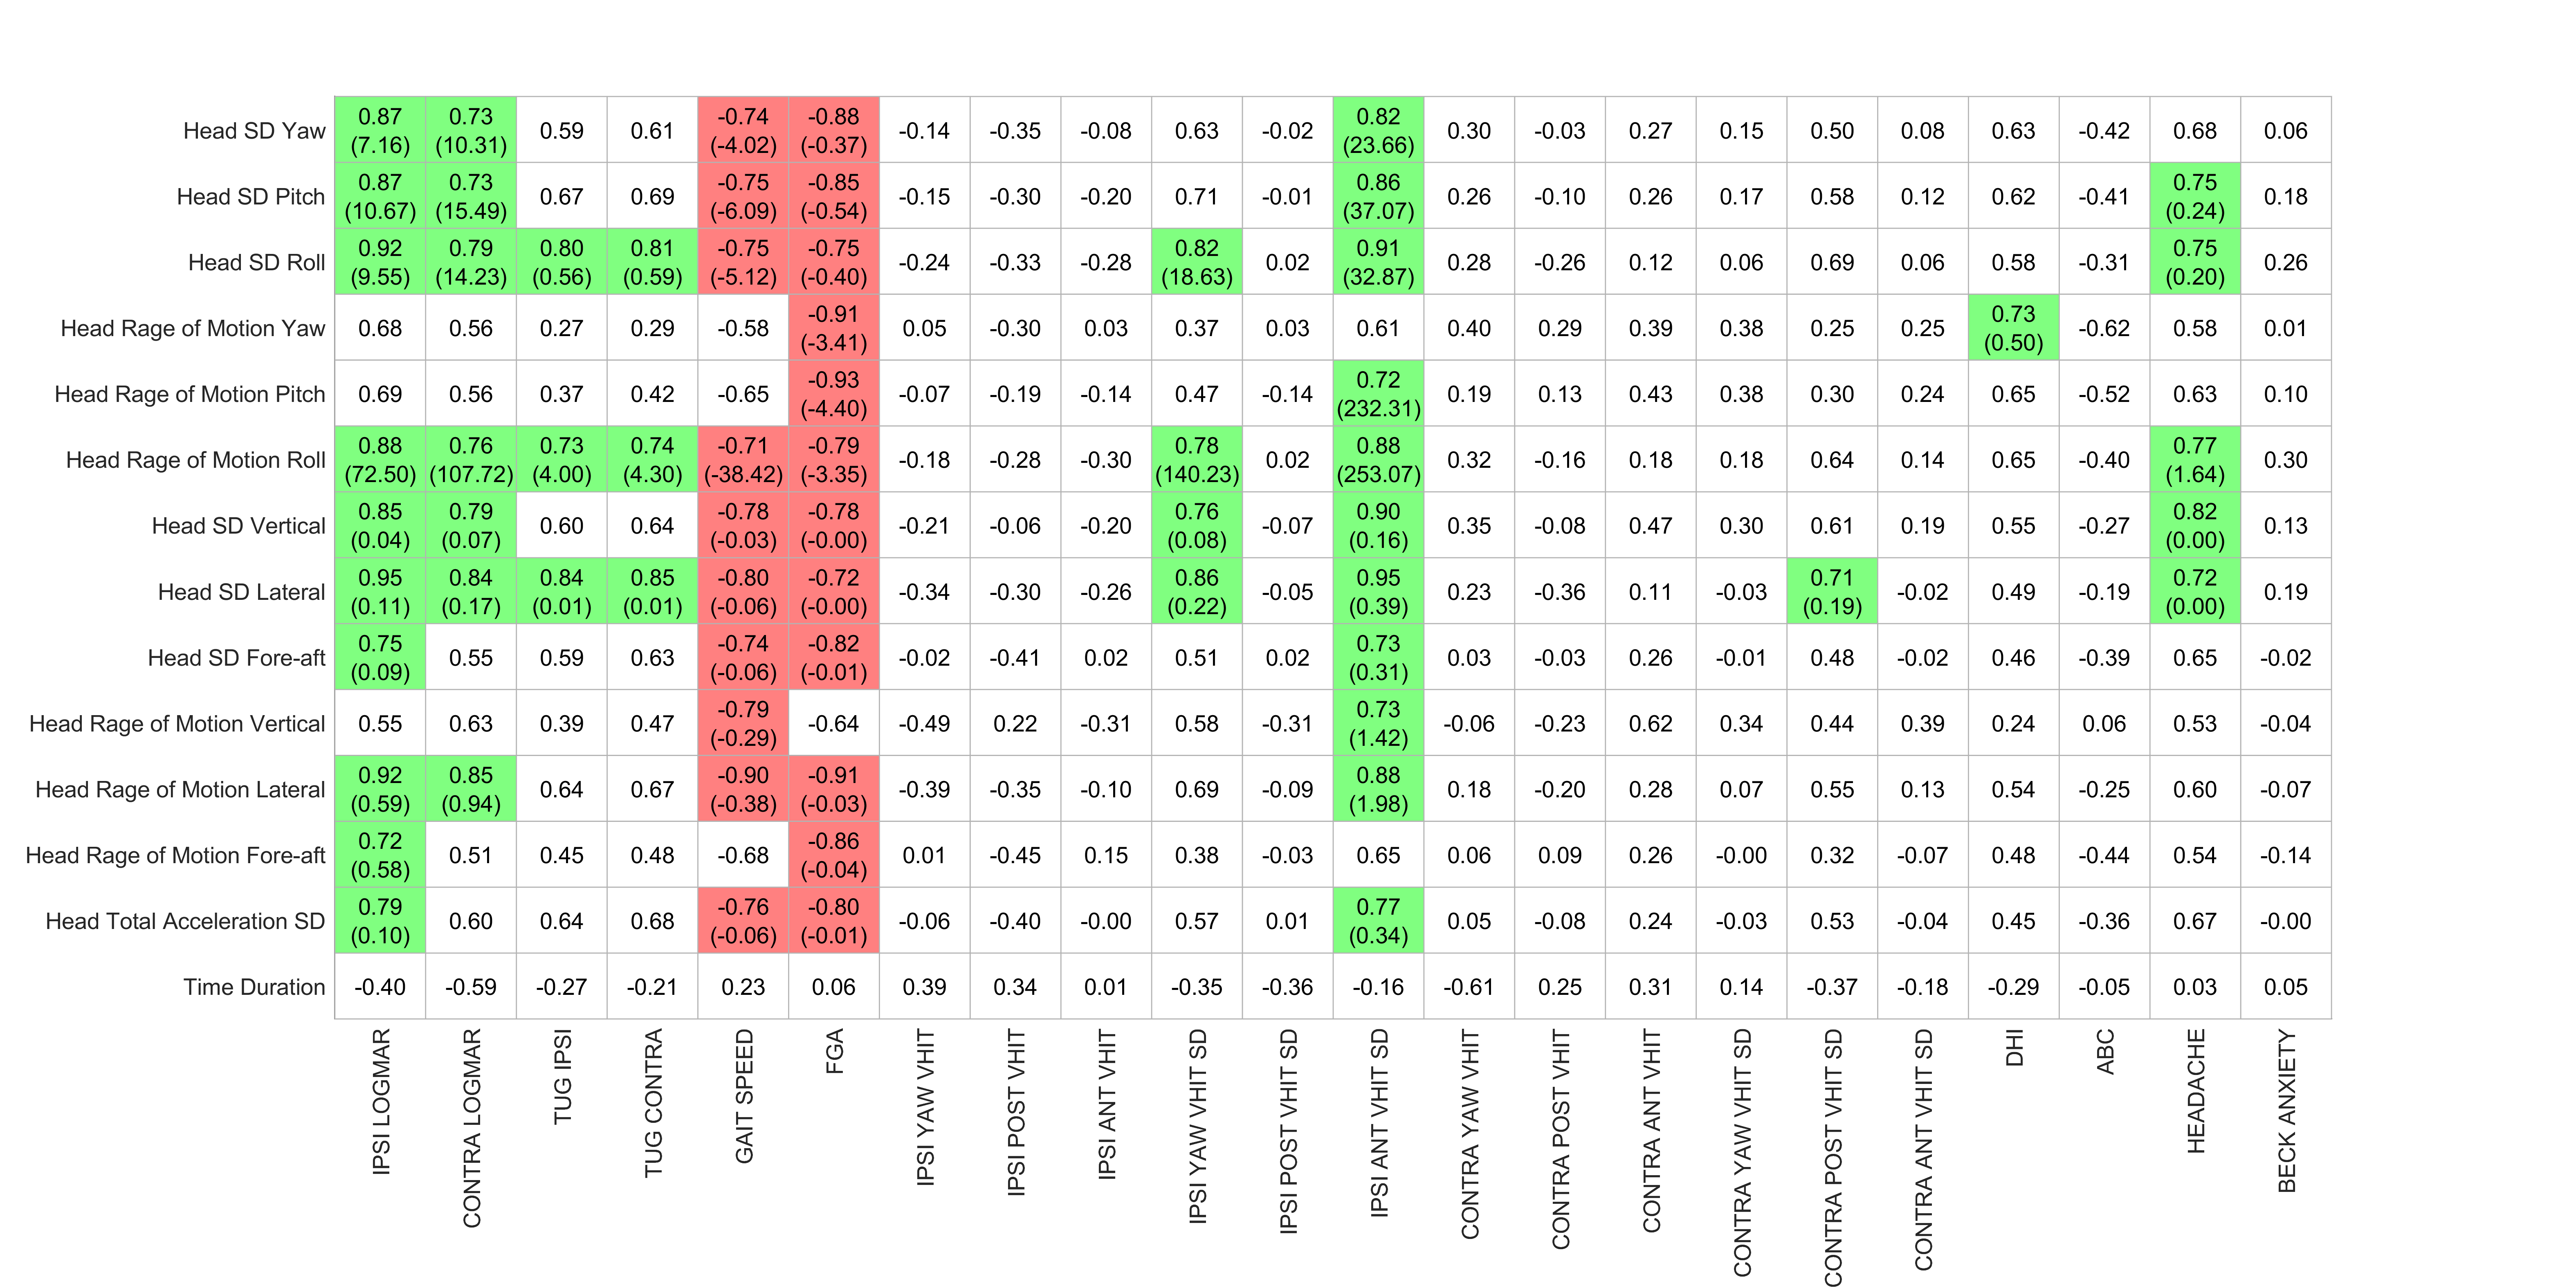 Head SD Yaw 0.87 0.73 0.59 0.61 -0.74 -0.88 -0.14 -0.35 -0.08 0.63 -0.02 0.82 0.30 -0.03 0.27 0.15 0.50 0.08 0.63 -0.42 0.68 0.06
(7.16) (10.31) (-4.02) (-0.37) (23.66)
Head SD Pitch 0.87 0.73 0.67 0.69 -0.75 -0.85 -0.15 -0.30 -0.20 0.71 -0.01 0.86 0.26 -0.10 0.26 0.17 0.58 0.12 0.62 -0.41 0.75 0.18
(10.67) (15.49) (-6.09) (-0.54) (37.07) (0.24)
Head SD Roll 0.92 0.79 0.80 0.81 -0.75 -0.75 -0.24 -0.33 -0.28 0.82 0.02 0.91 0.28 -0.26 0.12 0.06 0.69 0.06 0.58 -0.31 0.75 0.26
(9.55) (14.23) (0.56) (0.59) (-5.12) (-0.40) (18.63) (32.87) (0.20)
Head Rage of Motion Yaw 0.68 0.56 0.27 0.29 -0.58 -0.91 0.05 -0.30 0.03 0.37 0.03 0.61 0.40 0.29 0.39 0.38 0.25 0.25 0.73 -0.62 0.58 0.01
(-3.41) (0.50)
Head Rage of Motion Pitch 0.69 0.56 0.37 0.42 -0.65 -0.93 -0.07 -0.19 -0.14 0.47 -0.14 0.72 0.19 0.13 0.43 0.38 0.30 0.24 0.65 -0.52 0.63 0.10
(-4.40) (232.31)
Head Rage of Motion Roll 0.88 0.76 0.73 0.74 -0.71 -0.79 -0.18 -0.28 -0.30 0.78 0.02 0.88 0.32 -0.16 0.18 0.18 0.64 0.14 0.65 -0.40 0.77 0.30
(72.50) (107.72) (4.00) (4.30) (-38.42) (-3.35) (140.23) (253.07) (1.64)
Head SD Vertical 0.85 0.79 0.60 0.64 -0.78 -0.78 -0.21 -0.06 -0.20 0.76 -0.07 0.90 0.35 -0.08 0.47 0.30 0.61 0.19 0.55 -0.27 0.82 0.13
(0.04) (0.07) (-0.03) (-0.00) (0.08) (0.16) (0.00)
Head SD Lateral 0.95 0.84 0.84 0.85 -0.80 -0.72 -0.34 -0.30 -0.26 0.86 -0.05 0.95 0.23 -0.36 0.11 -0.03 0.71 -0.02 0.49 -0.19 0.72 0.19
(0.11) (0.17) (0.01) (0.01) (-0.06) (-0.00) (0.22) (0.39) (0.19) (0.00)
Head SD Fore-aft 0.75 0.55 0.59 0.63 -0.74 -0.82 -0.02 -0.41 0.02 0.51 0.02 0.73 0.03 -0.03 0.26 -0.01 0.48 -0.02 0.46 -0.39 0.65 -0.02
(0.09) (-0.06) (-0.01) (0.31)
Head Rage of Motion Vertical 0.55 0.63 0.39 0.47 -0.79 -0.64 -0.49 0.22 -0.31 0.58 -0.31 0.73 -0.06 -0.23 0.62 0.34 0.44 0.39 0.24 0.06 0.53 -0.04
(-0.29) (1.42)
Head Rage of Motion Lateral 0.92 0.85 0.64 0.67 -0.90 -0.91 -0.39 -0.35 -0.10 0.69 -0.09 0.88 0.18 -0.20 0.28 0.07 0.55 0.13 0.54 -0.25 0.60 -0.07
(0.59) (0.94) (-0.38) (-0.03) (1.98)
Head Rage of Motion Fore-aft 0.72 0.51 0.45 0.48 -0.68 -0.86 0.01 -0.45 0.15 0.38 -0.03 0.65 0.06 0.09 0.26 -0.00 0.32 -0.07 0.48 -0.44 0.54 -0.14
(0.58) (-0.04)
Head Total Acceleration SD 0.79 0.60 0.64 0.68 -0.76 -0.80 -0.06 -0.40 -0.00 0.57 0.01 0.77 0.05 -0.08 0.24 -0.03 0.53 -0.04 0.45 -0.36 0.67 -0.00
(0.10) (-0.06) (-0.01) (0.34)
Time Duration -0.40 -0.59 -0.27 -0.21 0.23 0.06 0.39 0.34 0.01 -0.35 -0.36 -0.16 -0.61 0.25 0.31 0.14 -0.37 -0.18 -0.29 -0.05 0.03 0.05
IPSI LOGMAR
CONTRA LOGMAR
TUG IPSI
TUG CONTRA
GAIT SPEED
FGA
IPSI YAW VHIT
IPSI POST VHIT
IPSI ANT VHIT
IPSI YAW VHIT SD
IPSI POST VHIT SD
IPSI ANT VHIT SD
CONTRA YAW VHIT
CONTRA POST VHIT
CONTRA ANT VHIT
CONTRA YAW VHIT SD
CONTRA POST VHIT SD
CONTRA ANT VHIT SD
DHI
ABC
HEADACHE
BECK ANXIETY